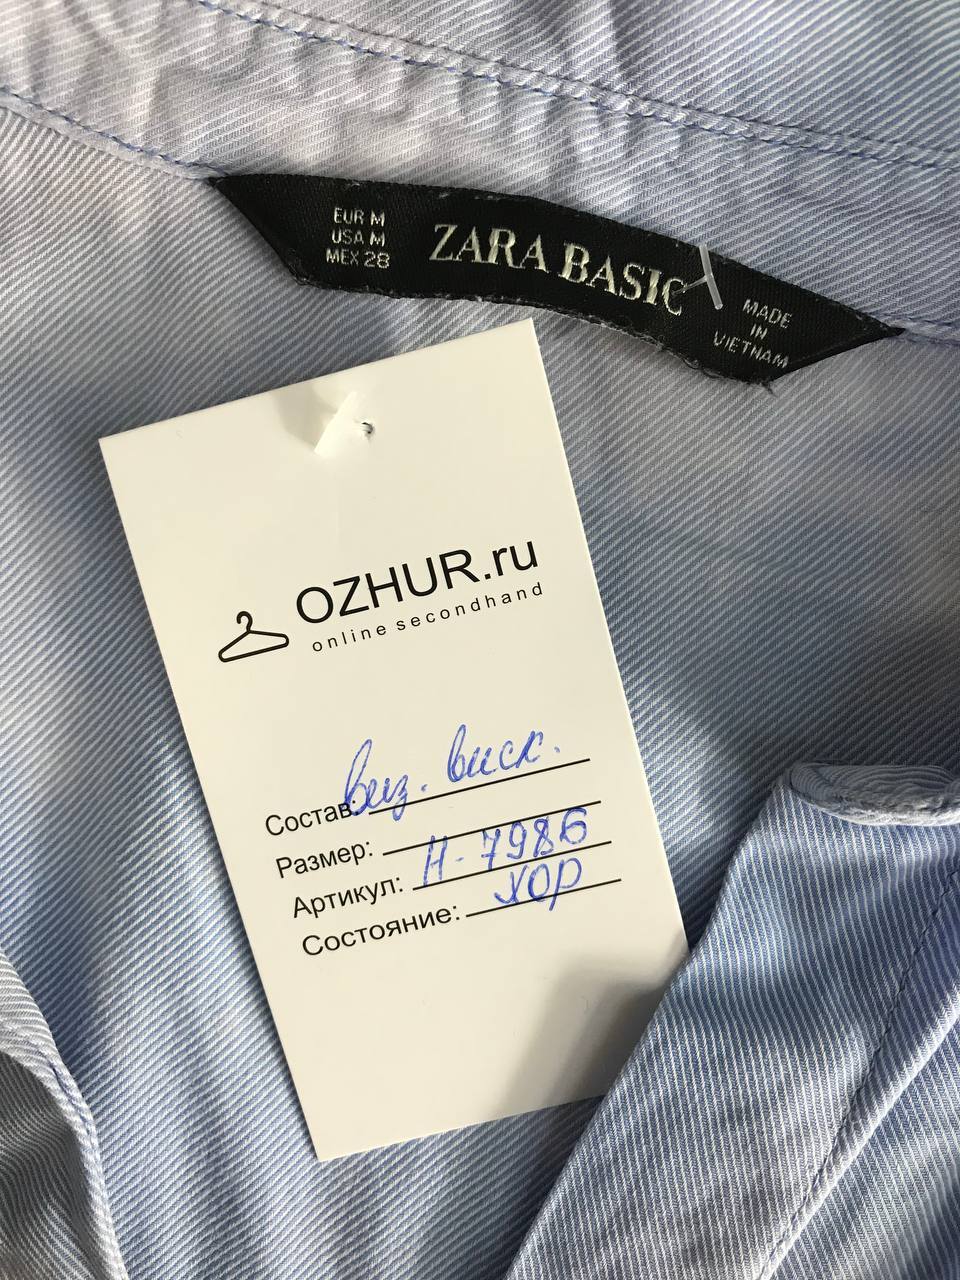 EUR M
USA M
MEX 28
ZARA BASIC
MADE
IN
VIETNAM
OZHUR.ru
online secondhand
Состав: виз. виск.
Размер:
Артикул: Н-7986
Состояние: ХОР